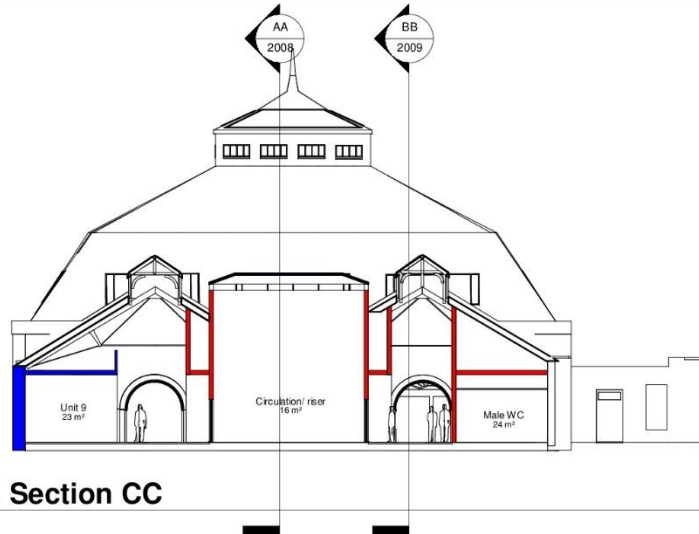 AA
2008
BB
2009
Unit 9
23 m²
Circulation/ riser
16 m²
Male WC
24 m²
Section CC